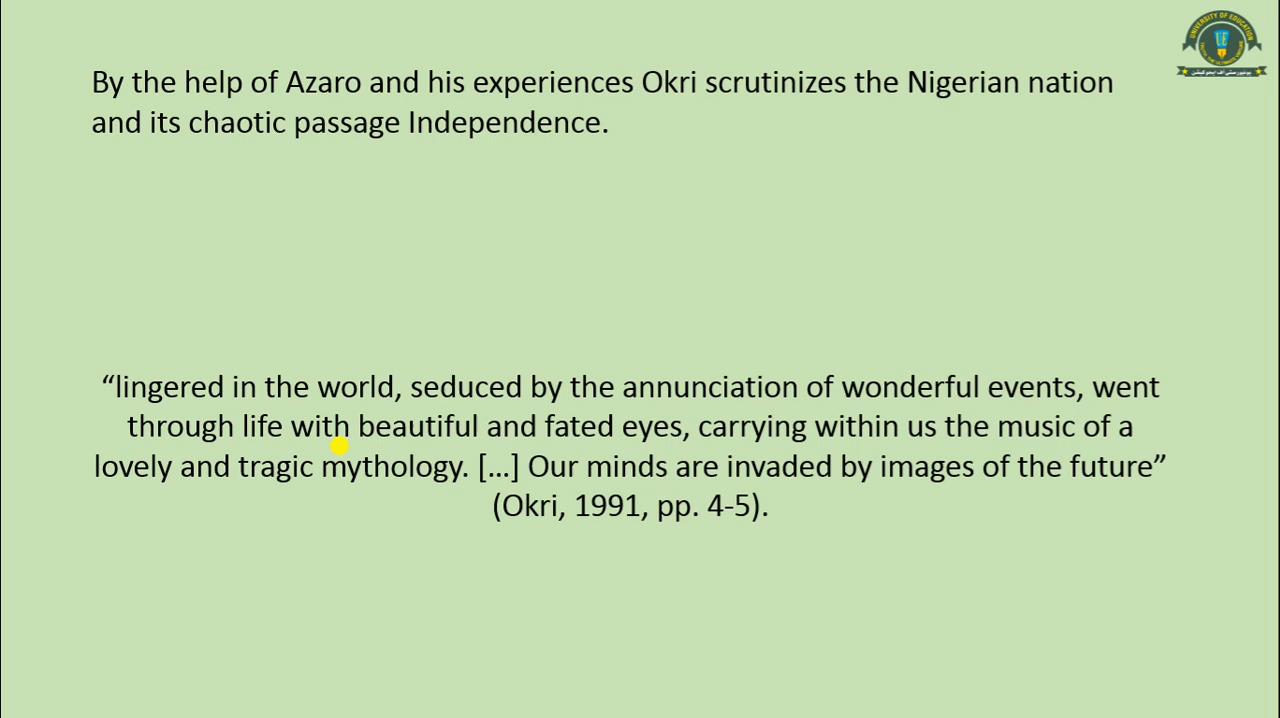 UNIVERSITY OF EDUCATION
By the help of Azaro and his experiences Okri scrutinizes the Nigerian nation
and its chaotic passage Independence.
“lingered in the world, seduced by the annunciation of wonderful events, went
through life with beautiful and fated eyes, carrying within us the music of a
lovely and tragic mythology. […] Our minds are invaded by images of the future”
(Okri, 1991, pp. 4-5).